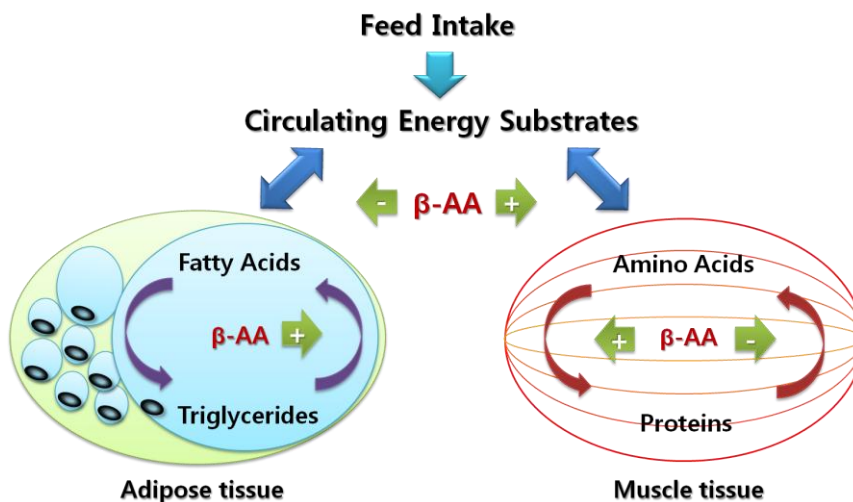 Feed Intake
Circulating Energy Substrates
- β-AA +
Fatty Acids
β-AA +
Triglycerides
Adipose tissue
Amino Acids
+ β-AA -
Proteins
Muscle tissue